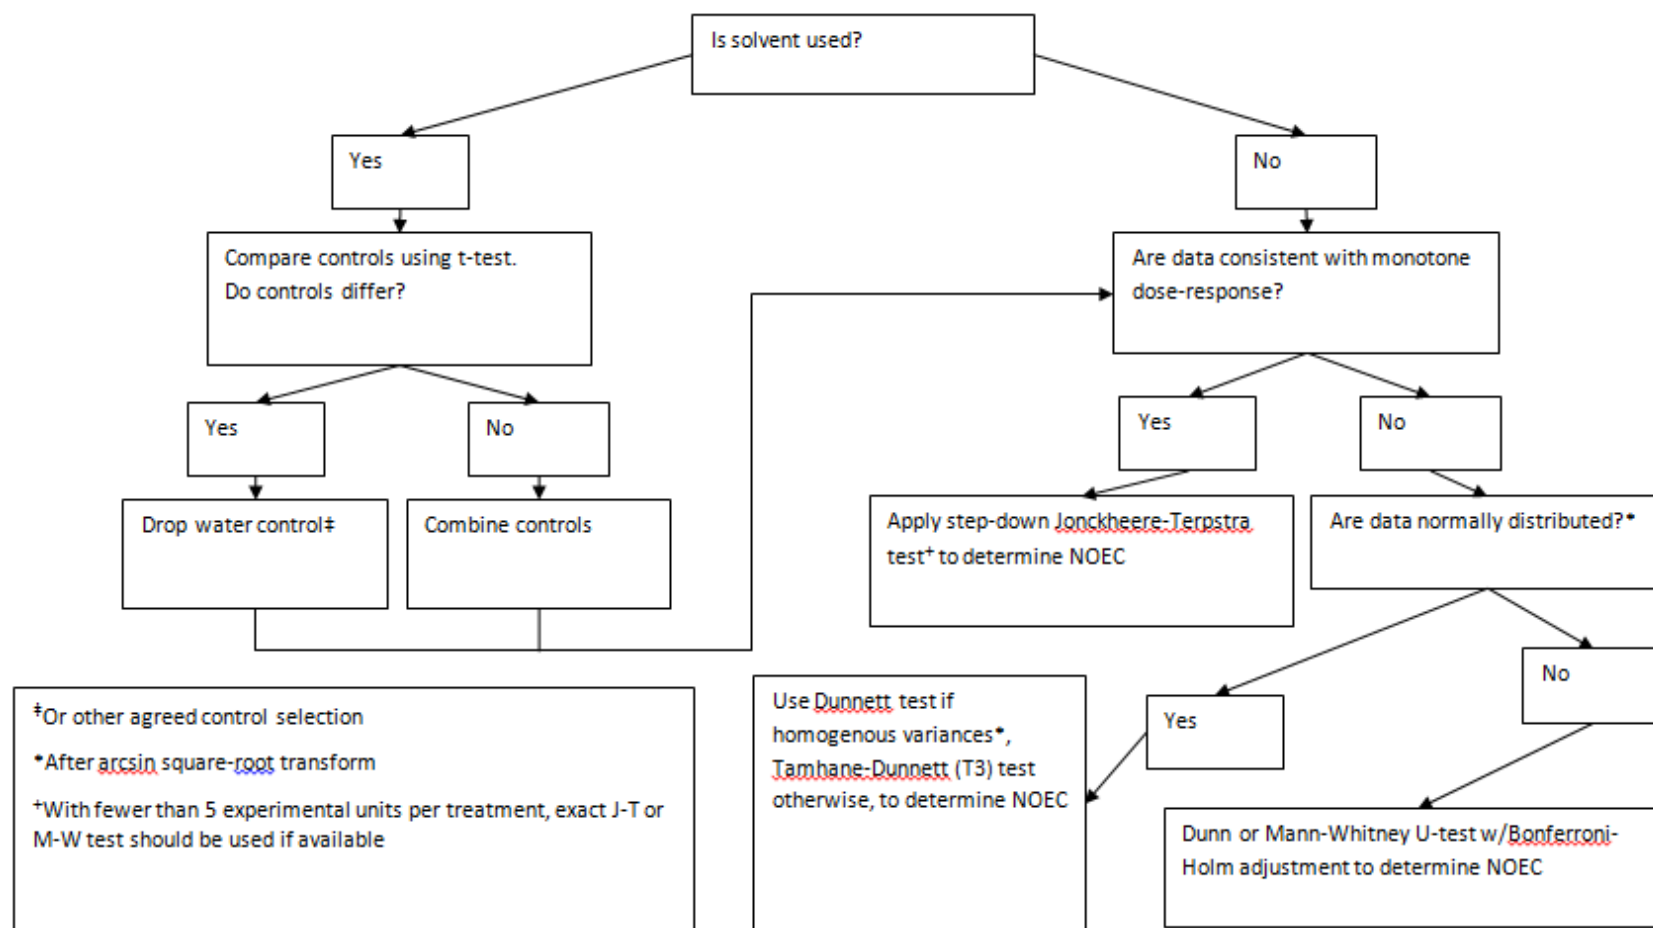 Is solvent used?
Yes
No
Compare controls using t-test.
Do controls differ?
Are data consistent with monotone
dose-response?
Yes
No
Yes
No
Drop water control‡
Combine controls
Apply step-down Jonckheere-Terpstra
test⁺ to determine NOEC
Are data normally distributed?*
Yes
No
Use Dunnett test if
homogenous variances*,
Tamhane-Dunnett (T3) test
otherwise, to determine NOEC
Dunn or Mann-Whitney U-test w/Bonferroni-
Holm adjustment to determine NOEC
‡Or other agreed control selection
*After arcsin square-root transform
⁺With fewer than 5 experimental units per treatment, exact J-T or
M-W test should be used if available